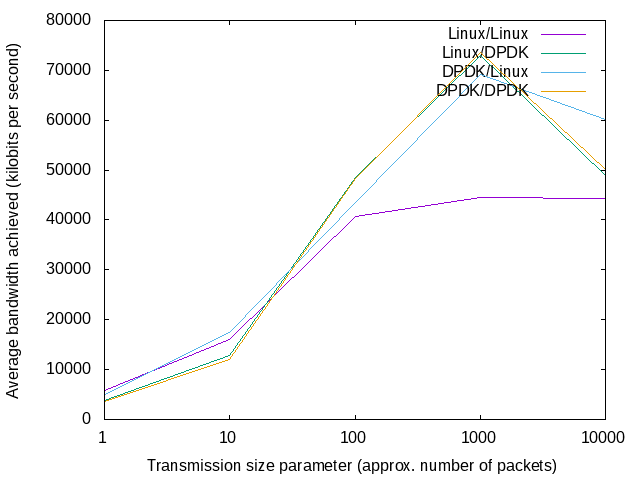 80000
70000
60000
50000
40000
30000
20000
10000
0
Average bandwidth achieved (kilobits per second)
Linux/Linux
Linux/DPDK
DPDK/Linux
DPDK/DPDK
1 10 100 1000 10000
Transmission size parameter (approx. number of packets)